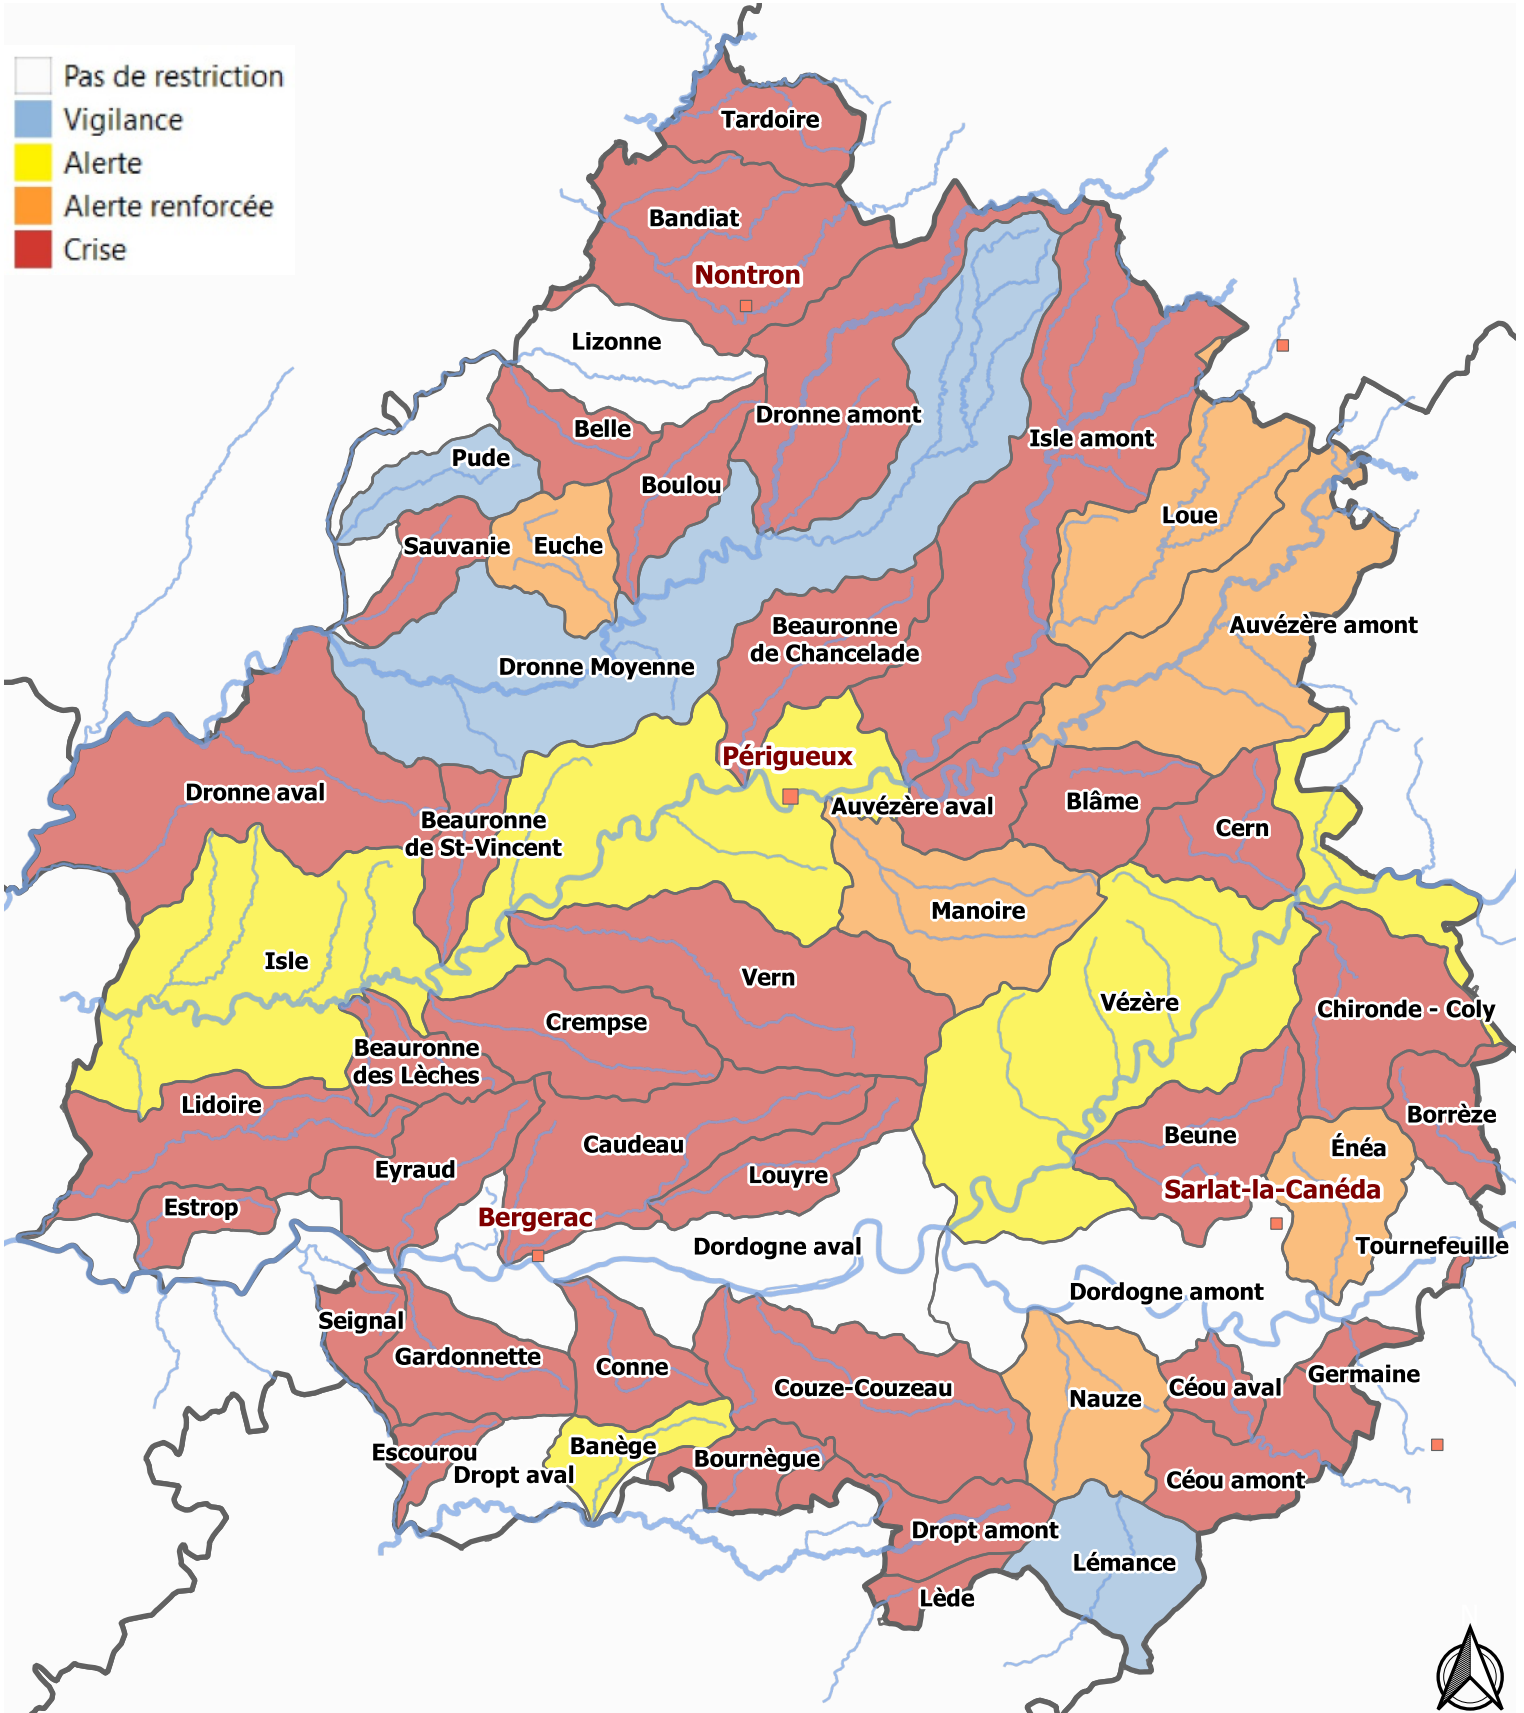 Pas de restriction
Vigilance
Alerte
Alerte renforcée
Crise
Tardoire
Bandiat
Nontron
Lizonne
Dronne amont
Belle
Isle amont
Pude
Boulou
Loue
Sauvanie
Euche
Auvézère amont
Beauronne
de Chancelade
Dronne Moyenne
Périgueux
Dronne aval
Auvézère aval
Blâme
Beauronne
de St-Vincent
Cern
Manoire
Isle
Vern
Vézère
Chironde - Coly
Crempse
Beauronne
des Lèches
Lidoire
Borrèze
Beune
Énéa
Caudeau
Eyraud
Louyre
Sarlat-la-Canéda
Estrop
Bergerac
Dordogne aval
Tournefeuille
Dordogne amont
Seignal
Gardonnette
Conne
Couze-Couzeau
Germaine
Céou aval
Nauze
Banège
Escourou
Bournègue
Dropt aval
Céou amont
Dropt amont
Lémance
Lède
N